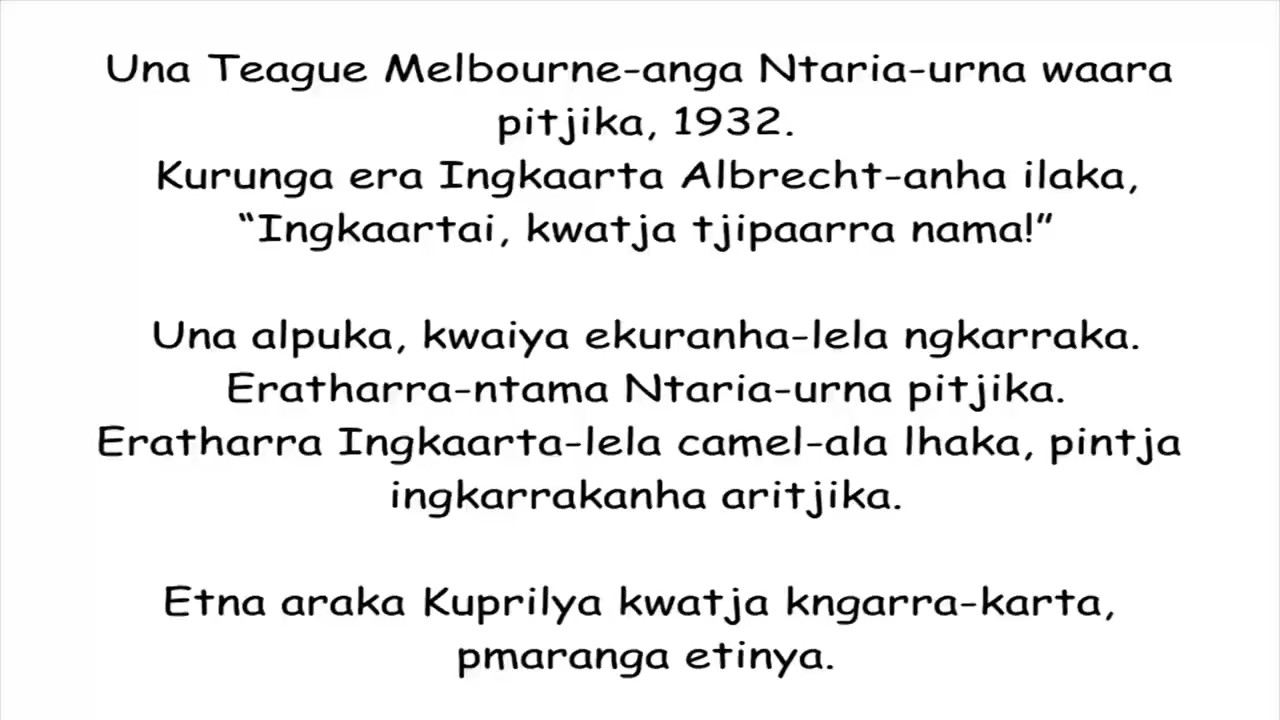 Una Teague Melbourne-anga Ntaria-urna waara
pitjika, 1932.
Kurunga era Ingkaarta Albrecht-anha ilaka,
“Ingkaartai, kwatja tjipaarra nama!”
Una alpuka, kwaiya ekuranha-lela ngkarraka.
Eratharra-ntama Ntaria-urna pitjika.
Eratharra Ingkaarta-lela camel-ala lhaka, pintja
ingkarrakanha aritjika.
Etna araka Kuprilya kwatja kngarra-karta,
pmaranga etinya.